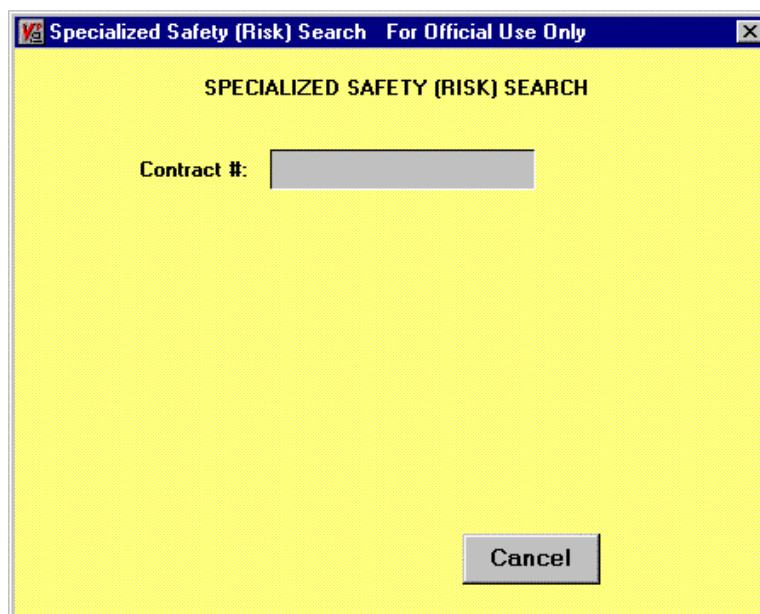 Specialized Safety (Risk) Search For Official Use Only
SPECIALIZED SAFETY (RISK) SEARCH
Contract #:
Cancel